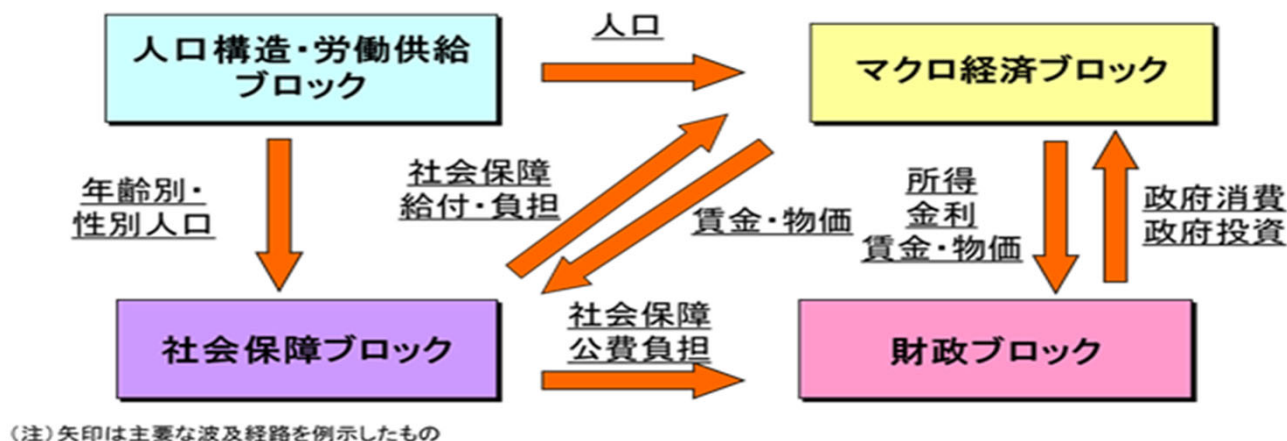 人口構造・労働供給
ブロック
人口
マクロ経済ブロック
年齢別・
性別人口
社会保障
給付・負担
賃金・物価
所得
金利
賃金・物価
政府消費
政府投資
社会保障ブロック
社会保障
公費負担
財政ブロック
(注)矢印は主要な波及経路を例示したもの